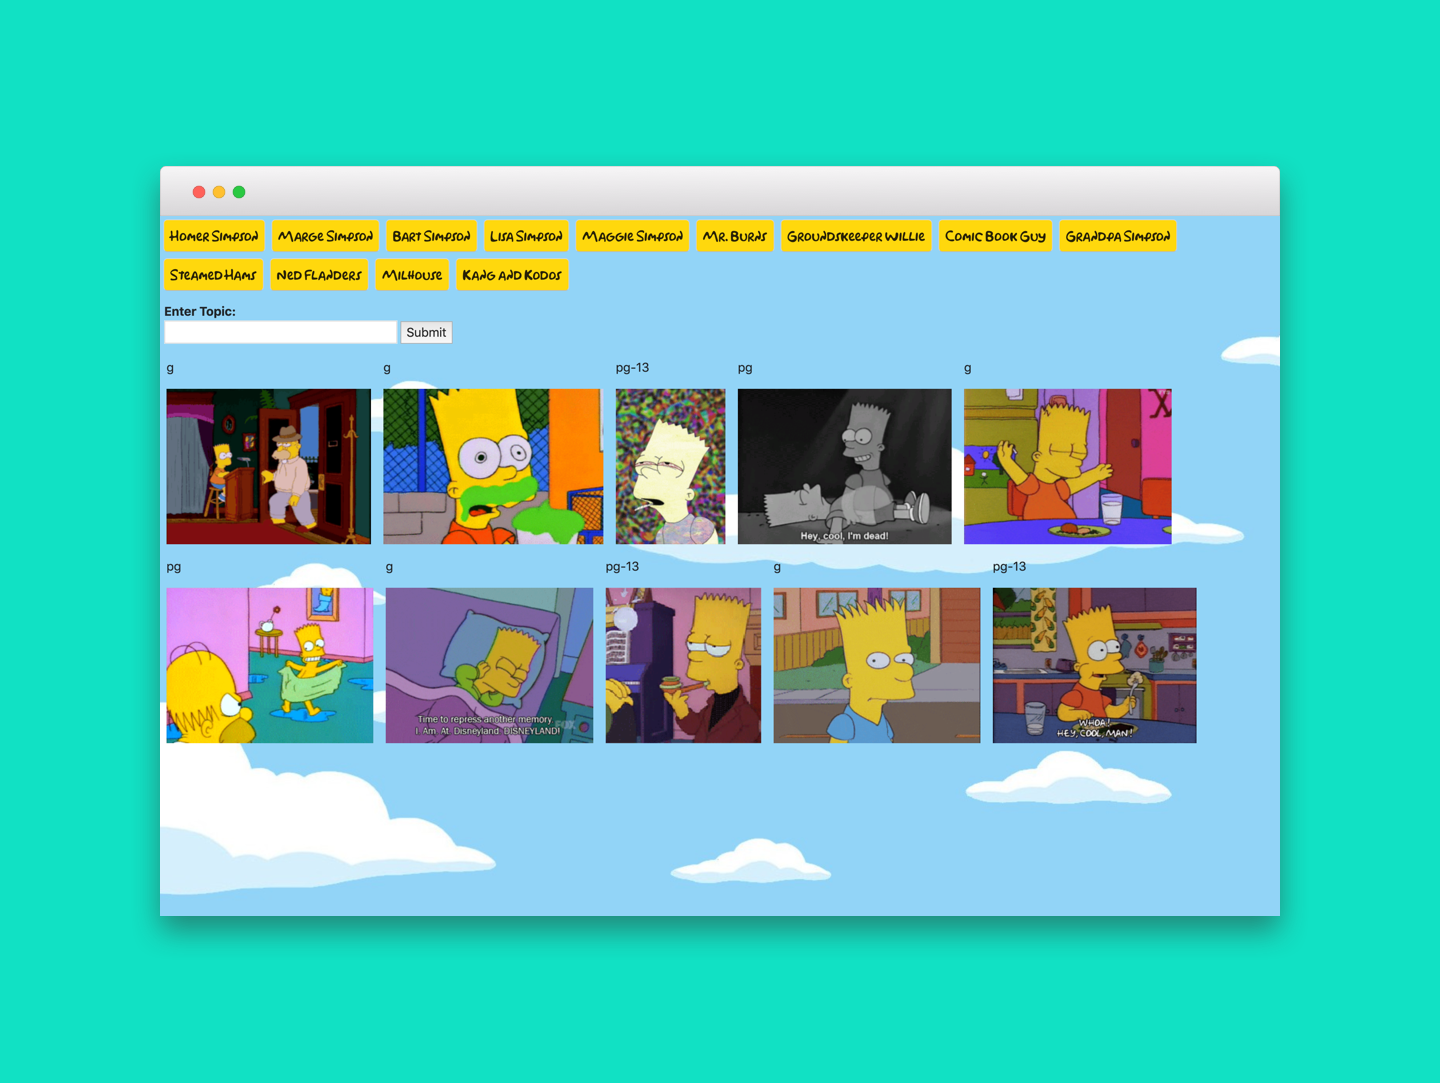 Homer Simpson Marge Simpson Bart Simpson Lisa Simpson Maggie Simpson Mr. Burns Groundskeeper Willie Comic Book Guy Grandpa Simpson
Steamed Hams Ned Flanders Milhouse Kang and Kodos
Enter Topic:
Submit
g g pg-13 pg g
Hey, cool, I'm dead!
pg g pg-13 g pg-13
Time to repress another memory.
I. Am. At. Disneyland. DISNEYLAND!
WHOA!
HEY, COOL, MAN!